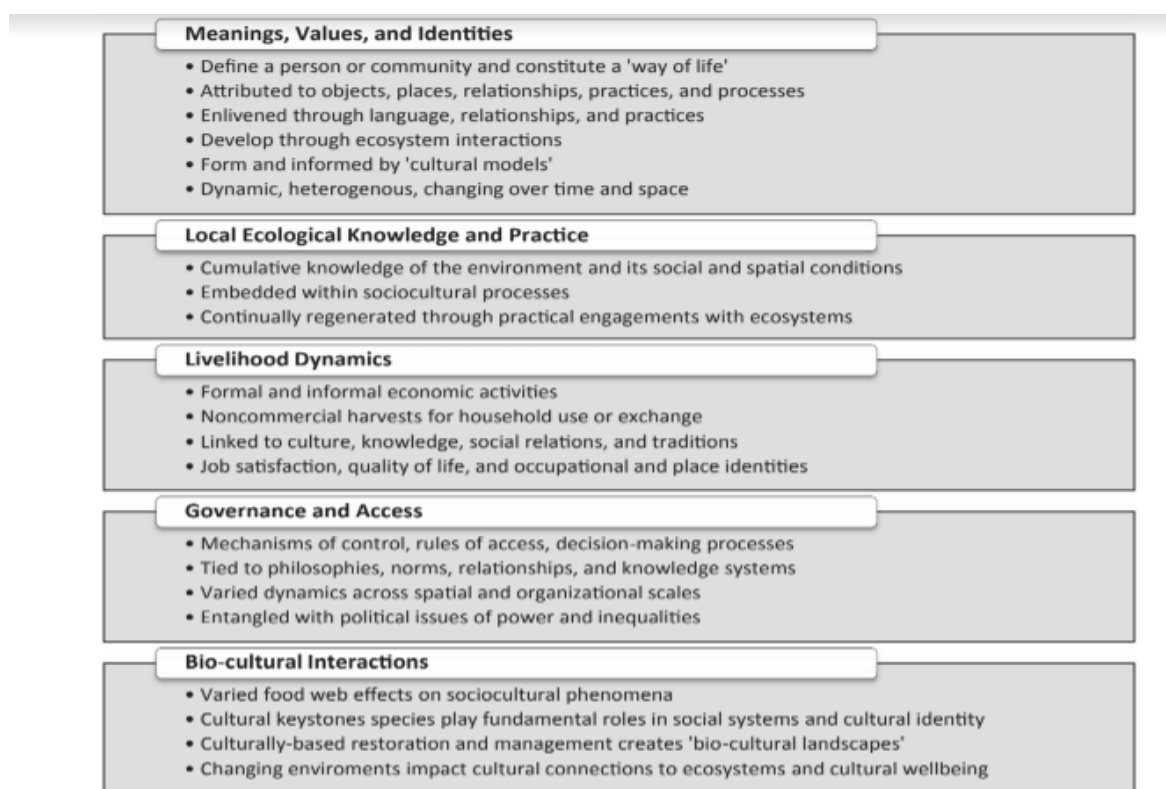 Meanings, Values, and Identities
• Define a person or community and constitute a 'way of life'
• Attributed to objects, places, relationships, practices, and processes
• Enlivened through language, relationships, and practices
• Develop through ecosystem interactions
• Form and informed by 'cultural models'
• Dynamic, heterogenous, changing over time and space
Local Ecological Knowledge and Practice
• Cumulative knowledge of the environment and its social and spatial conditions
• Embedded within sociocultural processes
• Continually regenerated through practical engagements with ecosystems
Livelihood Dynamics
• Formal and informal economic activities
• Noncommercial harvests for household use or exchange
• Linked to culture, knowledge, social relations, and traditions
• Job satisfaction, quality of life, and occupational and place identities
Governance and Access
• Mechanisms of control, rules of access, decision-making processes
• Tied to philosophies, norms, relationships, and knowledge systems
• Varied dynamics across spatial and organizational scales
• Entangled with political issues of power and inequalities
Bio-cultural Interactions
• Varied food web effects on sociocultural phenomena
• Cultural keystones species play fundamental roles in social systems and cultural identity
• Culturally-based restoration and management creates 'bio-cultural landscapes'
• Changing enviroments impact cultural connections to ecosystems and cultural wellbeing